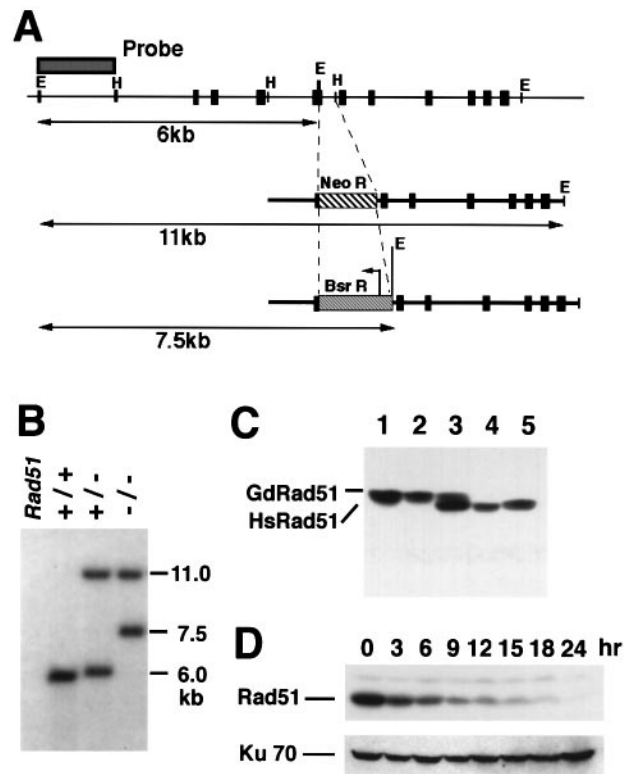 A
Probe
E H H E H E
6kb
Neo R
E
11kb
E
Bsr R
7.5kb
B
Rad51 +/+ +/- -/-
11.0
7.5
6.0
kb
C
1 2 3 4 5
GdRad51
HsRad51
D
0 3 6 9 12 15 18 24 hr
Rad51
Ku 70